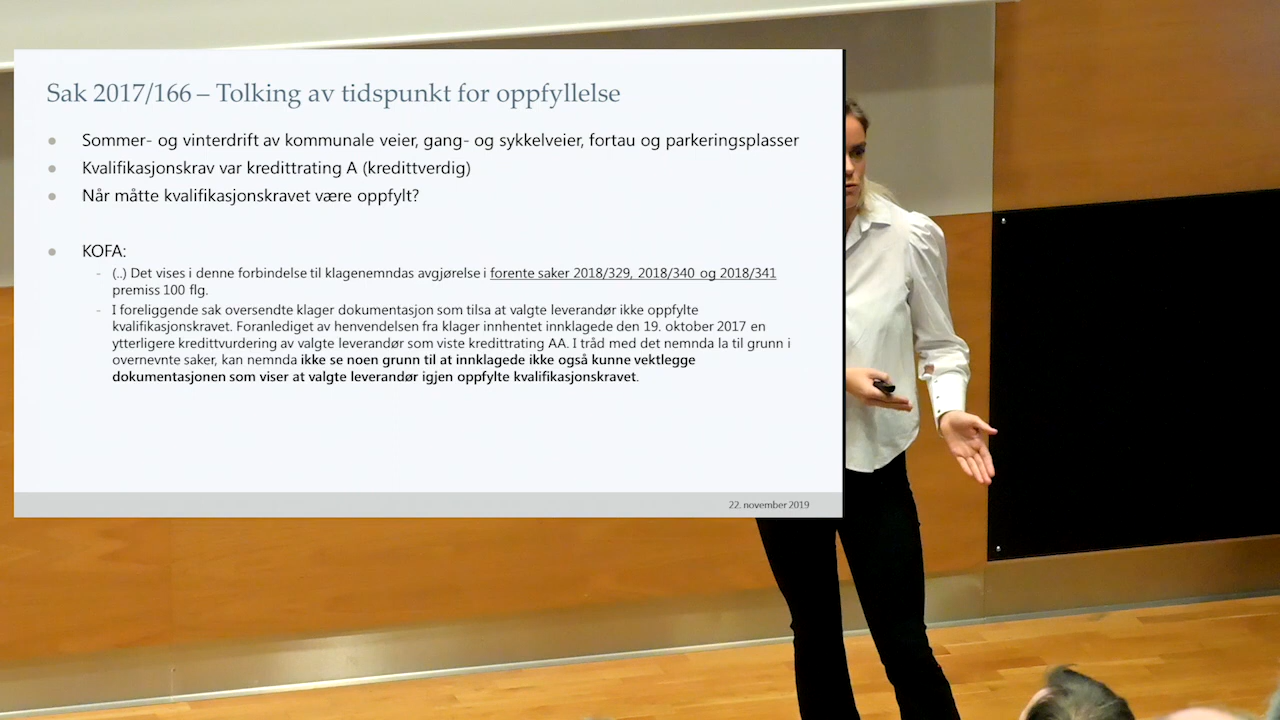 Sak 2017/166 – Tolking av tidspunkt for oppfyllelse
● Sommer- og vinterdrift av kommunale veier, gang- og sykkelveier, fortau og parkeringsplasser
● Kvalifikasjonskrav var kredittrating A (kredittverdig)
● Når måtte kvalifikasjonskravet være oppfylt?
● KOFA:
- (..) Det vises i denne forbindelse til klagenemndas avgjørelse i forente saker 2018/329, 2018/340 og 2018/341
premiss 100 flg.
- I foreliggende sak oversendte klager dokumentasjon som tilsa at valgte leverandør ikke oppfylte
kvalifikasjonskravet. Foranlediget av henvendelsen fra klager innhentet innklagede den 19. oktober 2017 en
ytterligere kredittvurdering av valgte leverandør som viste kredittrating AA. I tråd med det nemnda la til grunn i
overnevnte saker, kan nemnda ikke se noen grunn til at innklagede ikke også kunne vektlegge
dokumentasjonen som viser at valgte leverandør igjen oppfylte kvalifikasjonskravet.
22. november 2019